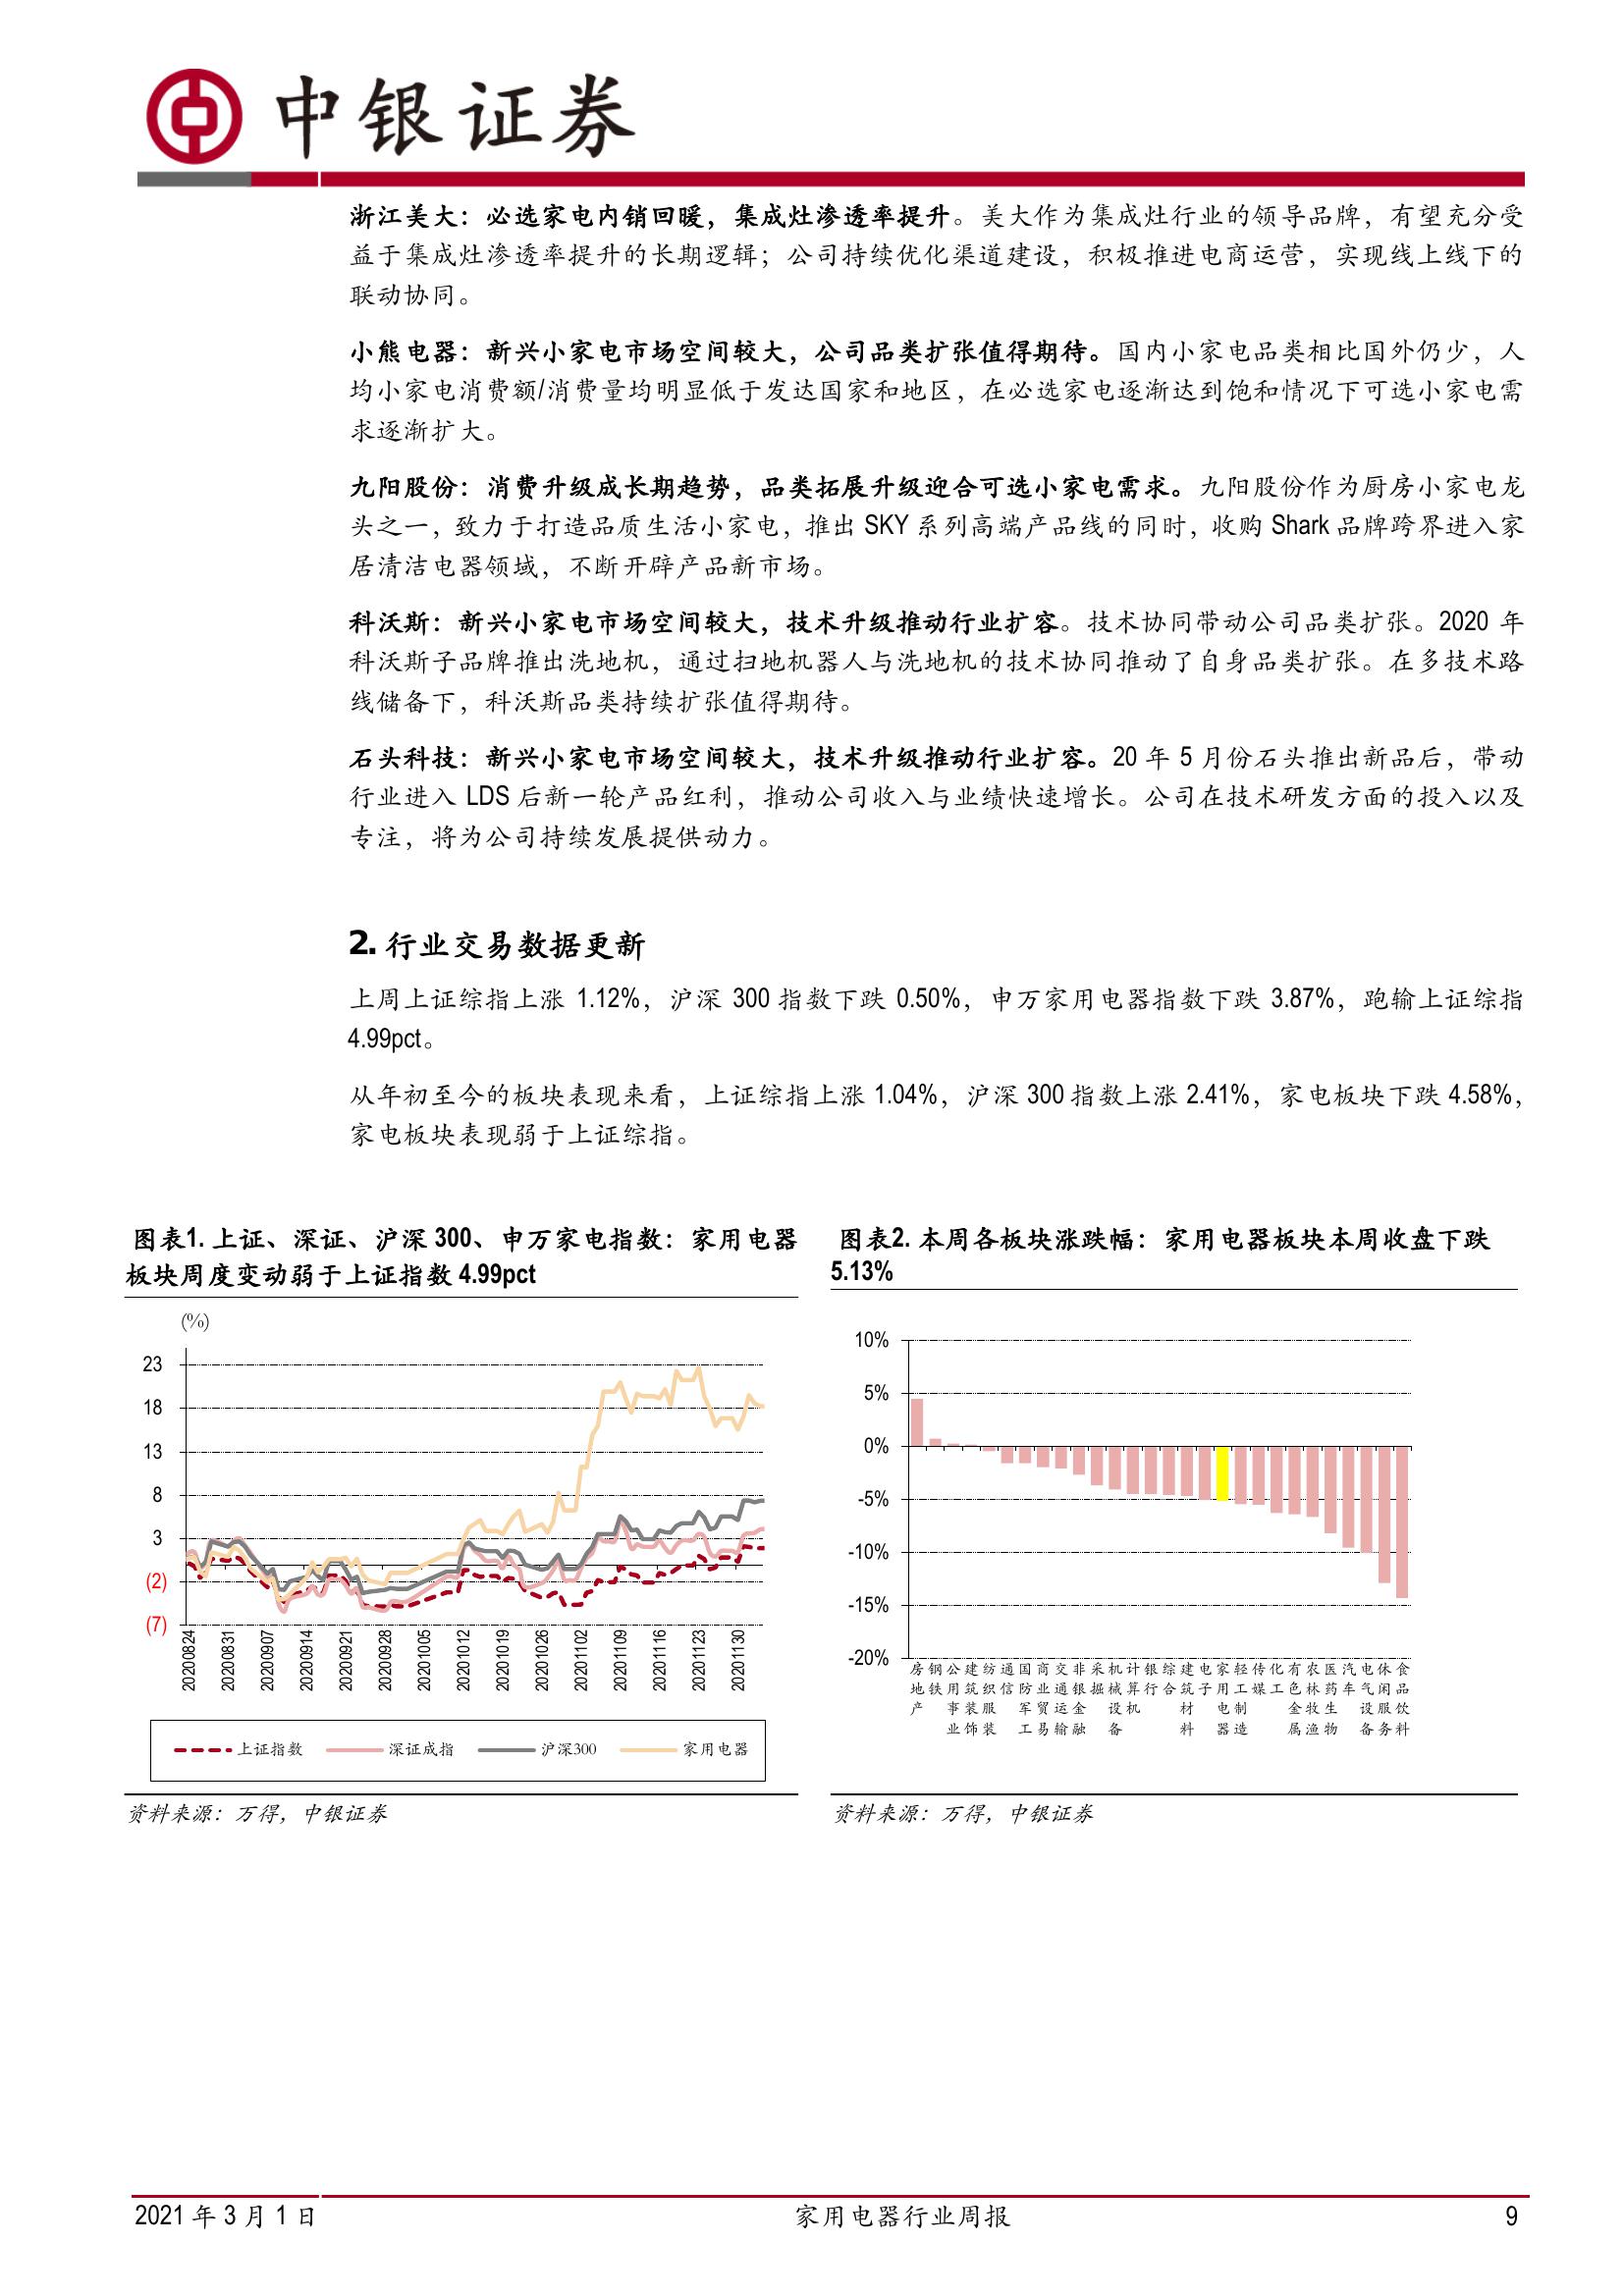 中银证券
浙江美大：必选家电内销回暖，集成灶渗透率提升。美大作为集成灶行业的领导品牌，有望充分受
益于集成灶渗透率提升的长期逻辑；公司持续优化渠道建设，积极推进电商运营，实现线上线下的
联动协同。
小熊电器：新兴小家电市场空间较大，公司品类扩张值得期待。国内小家电品类相比国外仍少，人
均小家电消费额/消费量均明显低于发达国家和地区，在必选家电逐渐达到饱和情况下可选小家电需
求逐渐扩大。
九阳股份：消费升级成长期趋势，品类拓展升级迎合可选小家电需求。九阳股份作为厨房小家电龙
头之一，致力于打造品质生活小家电，推出 SKY 系列高端产品线的同时，收购 Shark 品牌跨界进入家
居清洁电器领域，不断开辟产品新市场。
科沃斯：新兴小家电市场空间较大，技术升级推动行业扩容。技术协同带动公司品类扩张。2020 年
科沃斯子品牌推出洗地机，通过扫地机器人与洗地机的技术协同推动了自身品类扩张。在多技术路
线储备下，科沃斯品类持续扩张值得期待。
石头科技：新兴小家电市场空间较大，技术升级推动行业扩容。20 年 5 月份石头推出新品后，带动
行业进入 LDS 后新一轮产品红利，推动公司收入与业绩快速增长。公司在技术研发方面的投入以及
专注，将为公司持续发展提供动力。
2. 行业交易数据更新
上周上证综指上涨 1.12%，沪深 300 指数下跌 0.50%，申万家用电器指数下跌 3.87%，跑输上证综指
4.99pct。
从年初至今的板块表现来看，上证综指上涨 1.04%，沪深 300 指数上涨 2.41%，家电板块下跌 4.58%，
家电板块表现弱于上证综指。
图表1. 上证、深证、沪深 300、申万家电指数：家用电器
板块周度变动弱于上证指数 4.99pct
(%)
23
18
13
8
3
(2)
(7)
20200824
20200831
20200907
20200914
20200921
20200928
20201005
20201012
20201019
20201026
20201102
20201109
20201116
20201123
20201130
上证指数 深证成指 沪深300 家用电器
资料来源：万得，中银证券
图表2. 本周各板块涨跌幅：家用电器板块本周收盘下跌
5.13%
10%
5%
0%
-5%
-10%
-15%
-20%
房地产
钢铁
公用事业
建筑装饰
纺织服装
通信
国防军工
商业贸易
交通运输
非银金融
采掘
机械设备
计算机
银行
综合
建筑材料
电子
家用电器
轻工制造
传媒
化工
有色金属
农林牧渔
医药生物
汽车
电气设备
休闲服务
食品饮料
资料来源：万得，中银证券
2021 年 3 月 1 日
家用电器行业周报
9